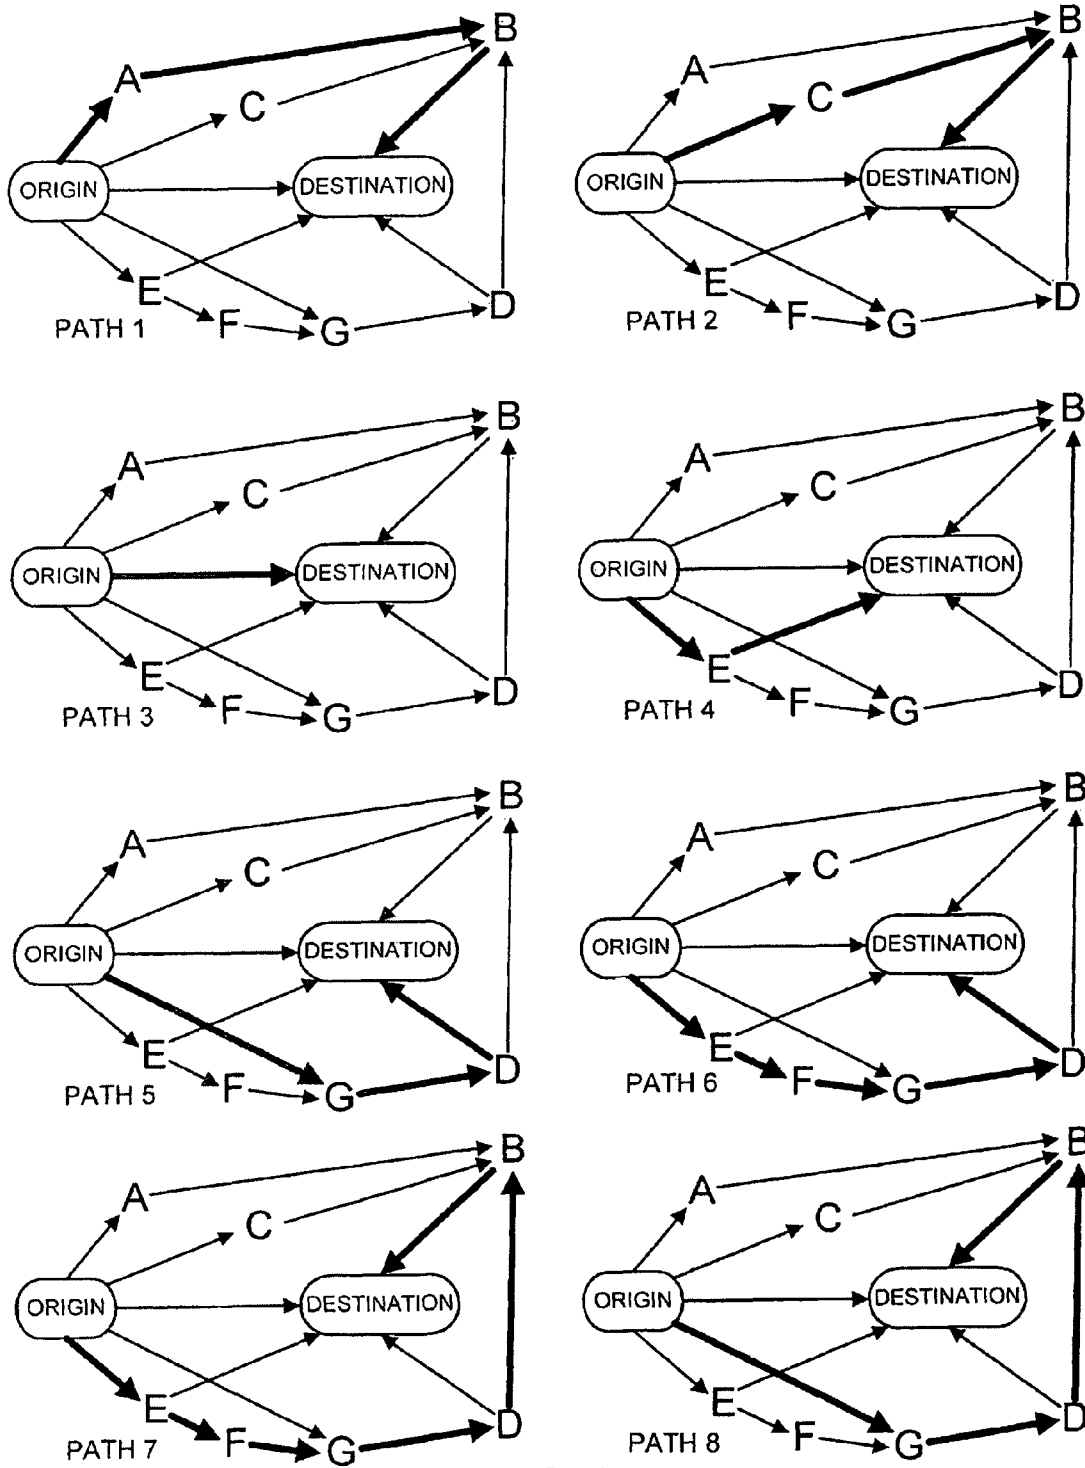 B
A
C
ORIGIN
DESTINATION
E
F
G
D
PATH 1
B
A
C
ORIGIN
DESTINATION
E
F
G
D
PATH 2
B
A
C
ORIGIN
DESTINATION
E
F
G
D
PATH 3
B
A
C
ORIGIN
DESTINATION
E
F
G
D
PATH 4
B
A
C
ORIGIN
DESTINATION
E
F
G
D
PATH 5
B
A
C
ORIGIN
DESTINATION
E
F
G
D
PATH 6
B
A
C
ORIGIN
DESTINATION
E
F
G
D
PATH 7
B
A
C
ORIGIN
DESTINATION
E
F
G
D
PATH 8